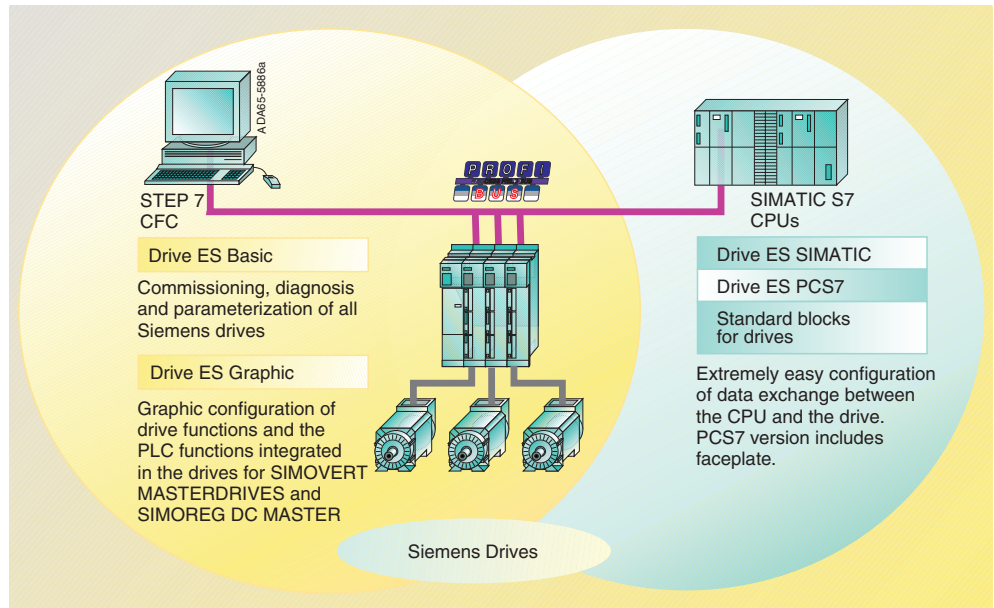 A DA65-5886a
PROFI
BUS
STEP 7
CFC
Drive ES Basic
Commissioning, diagnosis
and parameterization of all
Siemens drives
Drive ES Graphic
Graphic configuration of
drive functions and the
PLC functions integrated
in the drives for SIMOVERT
MASTERDRIVES and
SIMOREG DC MASTER
SIMATIC S7
CPUs
Drive ES SIMATIC
Drive ES PCS7
Standard blocks
for drives
Extremely easy configuration
of data exchange between
the CPU and the drive.
PCS7 version includes
faceplate.
Siemens Drives